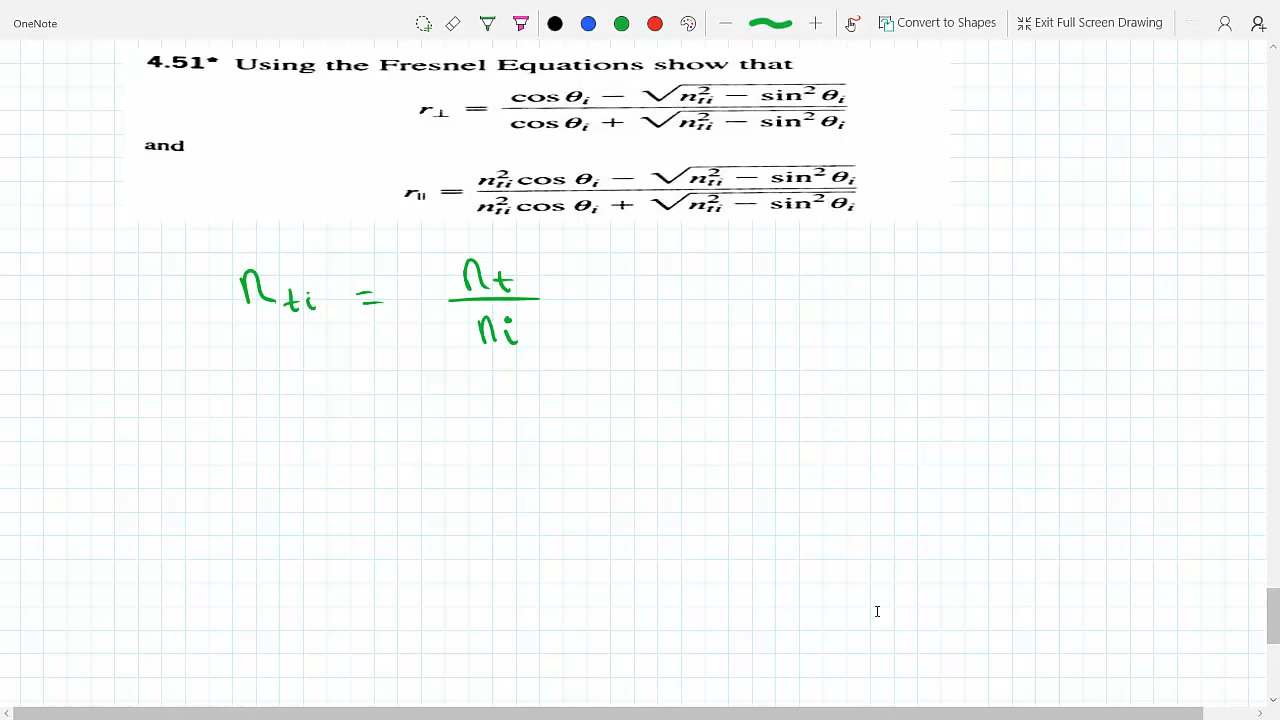 OneNote
Convert to Shapes
Exit Full Screen Drawing
4.51* Using the Fresnel Equations show that
r⊥ = (cos θi − √(n²ti − sin² θi)) / (cos θi + √(n²ti − sin² θi))
and
r|| = (n²ti cos θi − √(n²ti − sin² θi)) / (n²ti cos θi + √(n²ti − sin² θi))
nti = nt / ni